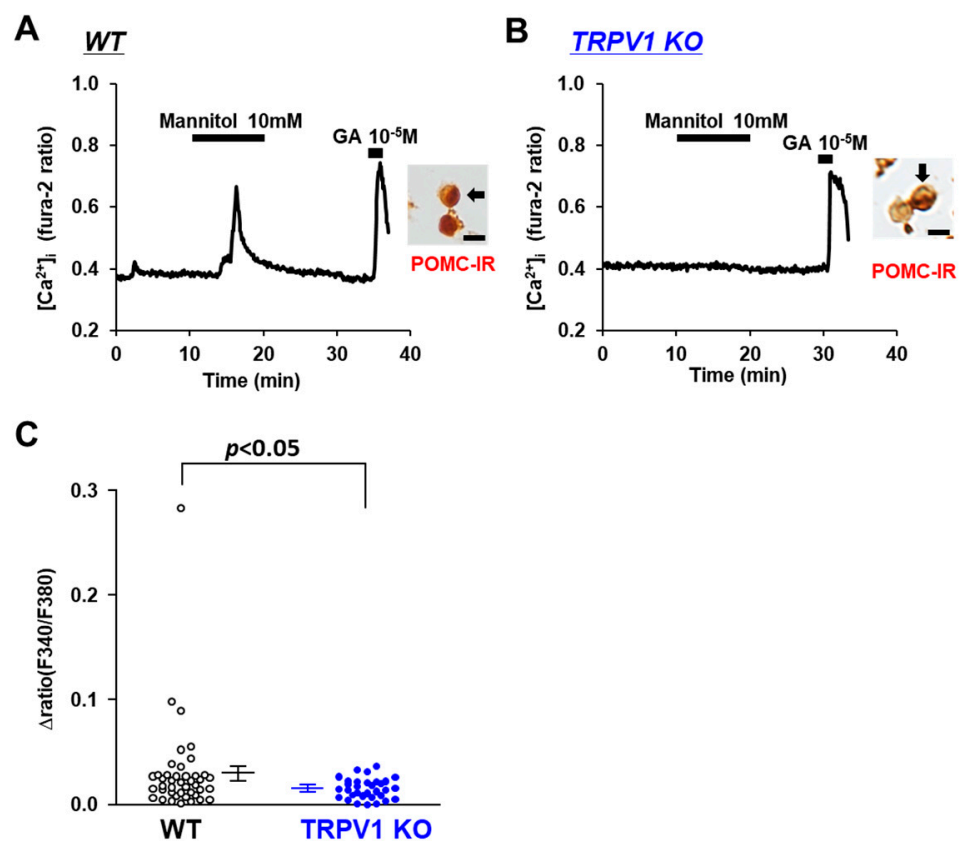 A
WT
1.0
0.8
0.6
0.4
0.2
[Ca²⁺]ᵢ (fura-2 ratio)
Mannitol 10mM
GA 10⁻⁵M
POMC-IR
0 10 20 30 40
Time (min)
B
TRPV1 KO
1.0
0.8
0.6
0.4
0.2
[Ca²⁺]ᵢ (fura-2 ratio)
Mannitol 10mM
GA 10⁻⁵M
POMC-IR
0 10 20 30 40
Time (min)
C
p<0.05
0.3
0.2
0.1
0.0
Δratio(F340/F380)
WT TRPV1 KO